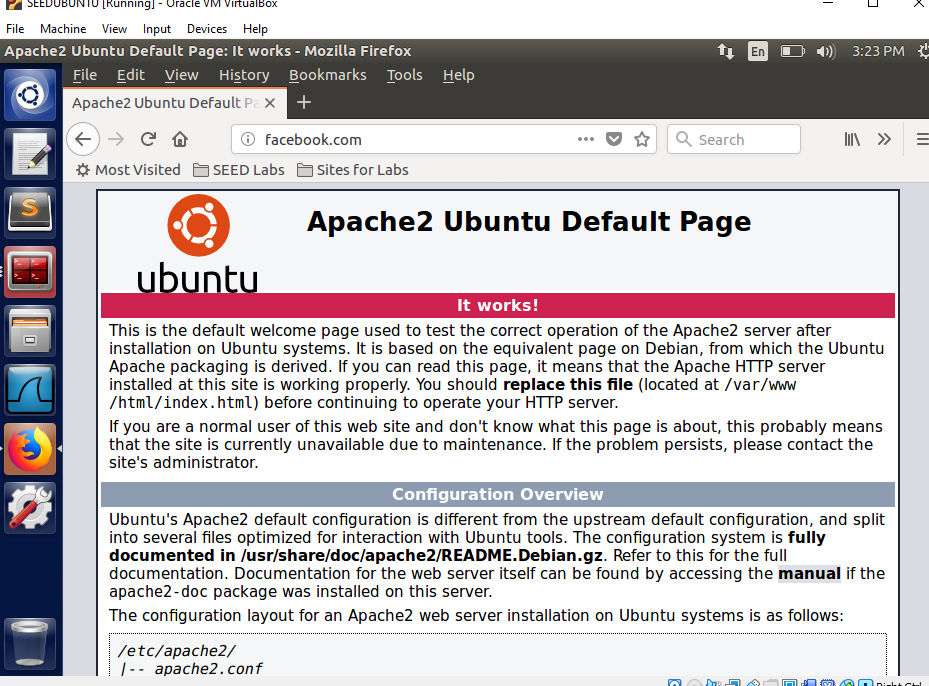 SEEDUBUNTU [Running] - Oracle VM VirtualBox
File Machine View Input Devices Help
Apache2 Ubuntu Default Page: It works - Mozilla Firefox En 3:23 PM
File Edit View History Bookmarks Tools Help
Apache2 Ubuntu Default Pa
facebook.com Search
Most Visited SEED Labs Sites for Labs
Apache2 Ubuntu Default Page
ubuntu
It works!
This is the default welcome page used to test the correct operation of the Apache2 server after
installation on Ubuntu systems. It is based on the equivalent page on Debian, from which the Ubuntu
Apache packaging is derived. If you can read this page, it means that the Apache HTTP server
installed at this site is working properly. You should replace this file (located at /var/www
/html/index.html) before continuing to operate your HTTP server.
If you are a normal user of this web site and don't know what this page is about, this probably means
that the site is currently unavailable due to maintenance. If the problem persists, please contact the
site's administrator.
Configuration Overview
Ubuntu's Apache2 default configuration is different from the upstream default configuration, and split
into several files optimized for interaction with Ubuntu tools. The configuration system is fully
documented in /usr/share/doc/apache2/README.Debian.gz. Refer to this for the full
documentation. Documentation for the web server itself can be found by accessing the manual if the
apache2-doc package was installed on this server.
The configuration layout for an Apache2 web server installation on Ubuntu systems is as follows:
/etc/apache2/
|-- apache2.conf
Right Ctrl